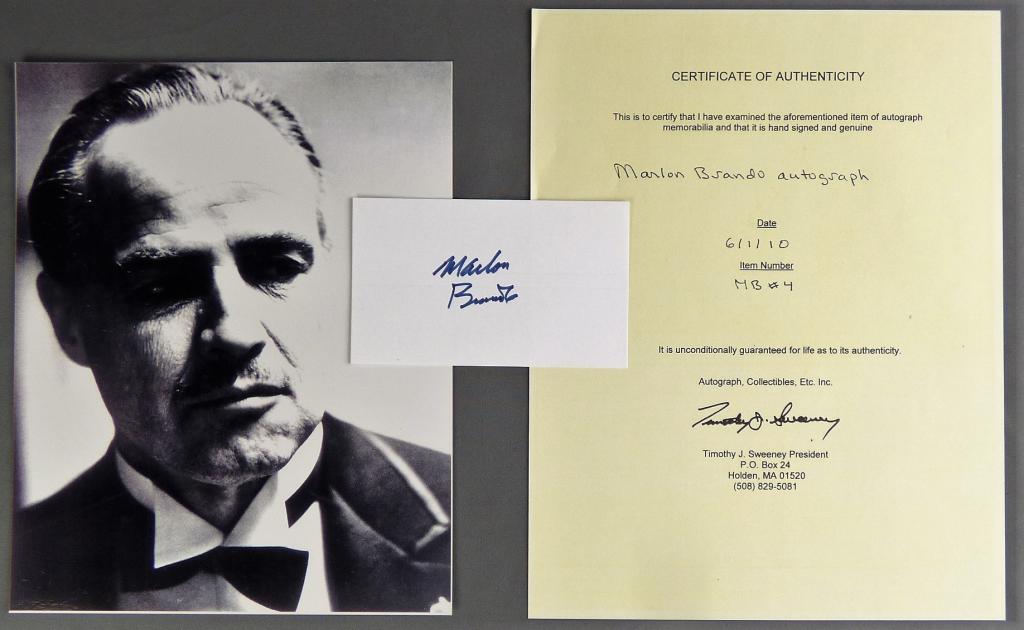 Marlon
Brando
CERTIFICATE OF AUTHENTICITY
This is to certify that I have examined the aforementioned item of autograph
memorabilia and that it is hand signed and genuine
Marlon Brando autograph
Date
6/1/10
Item Number
MB #4
It is unconditionally guaranteed for life as to its authenticity.
Autograph, Collectibles, Etc. Inc.
Timothy J. Sweeney
Timothy J. Sweeney President
P.O. Box 24
Holden, MA 01520
(508) 829-5081